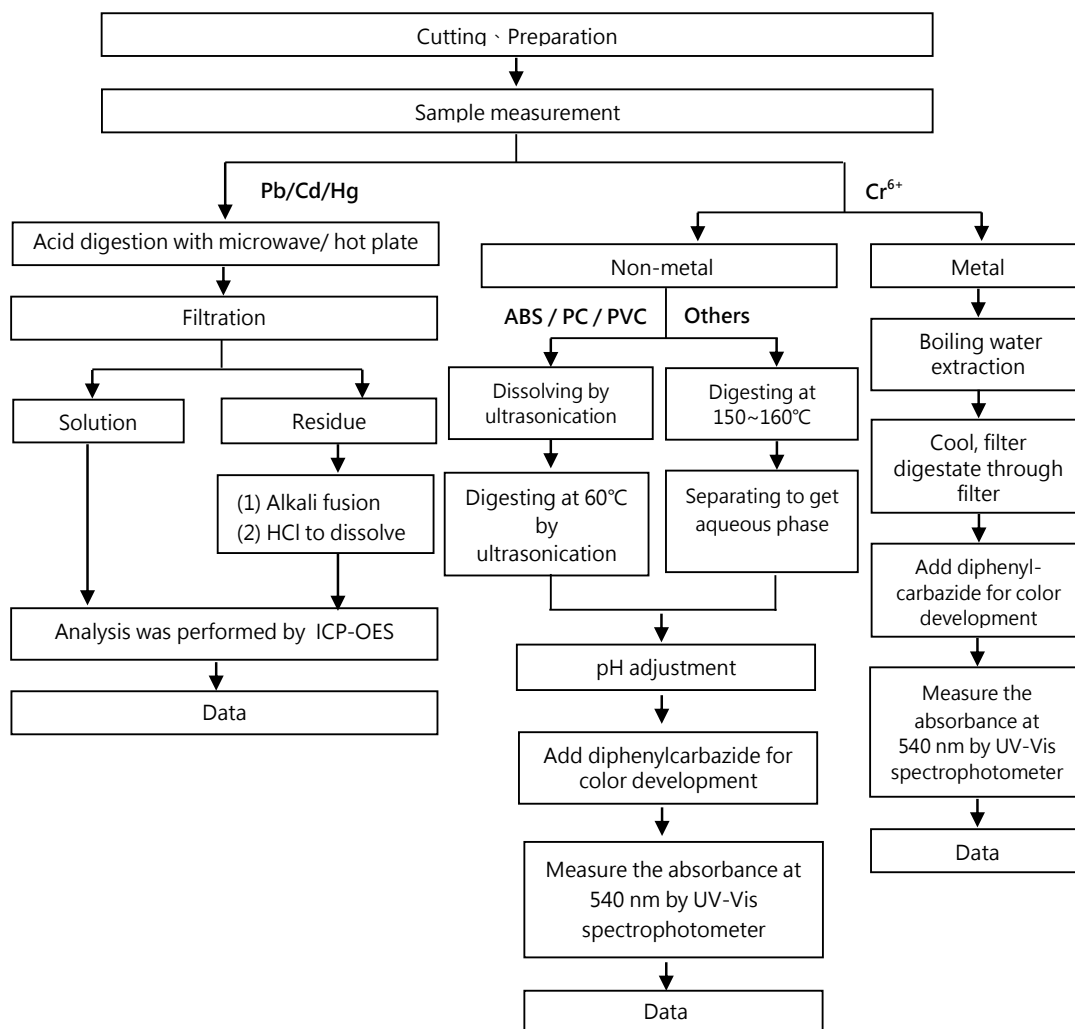 Cutting、Preparation
Sample measurement
Pb/Cd/Hg
Cr⁶⁺
Acid digestion with microwave/ hot plate
Filtration
Solution
Residue
(1) Alkali fusion
(2) HCl to dissolve
Analysis was performed by ICP-OES
Data
Non-metal
ABS / PC / PVC
Others
Dissolving by
ultrasonication
Digesting at
150~160℃
Digesting at 60℃
by
ultrasonication
Separating to get
aqueous phase
pH adjustment
Add diphenylcarbazide for
color development
Measure the absorbance at
540 nm by UV-Vis
spectrophotometer
Data
Metal
Boiling water
extraction
Cool, filter
digestate through
filter
Add diphenyl-
carbazide for color
development
Measure the
absorbance at
540 nm by UV-Vis
spectrophotometer
Data